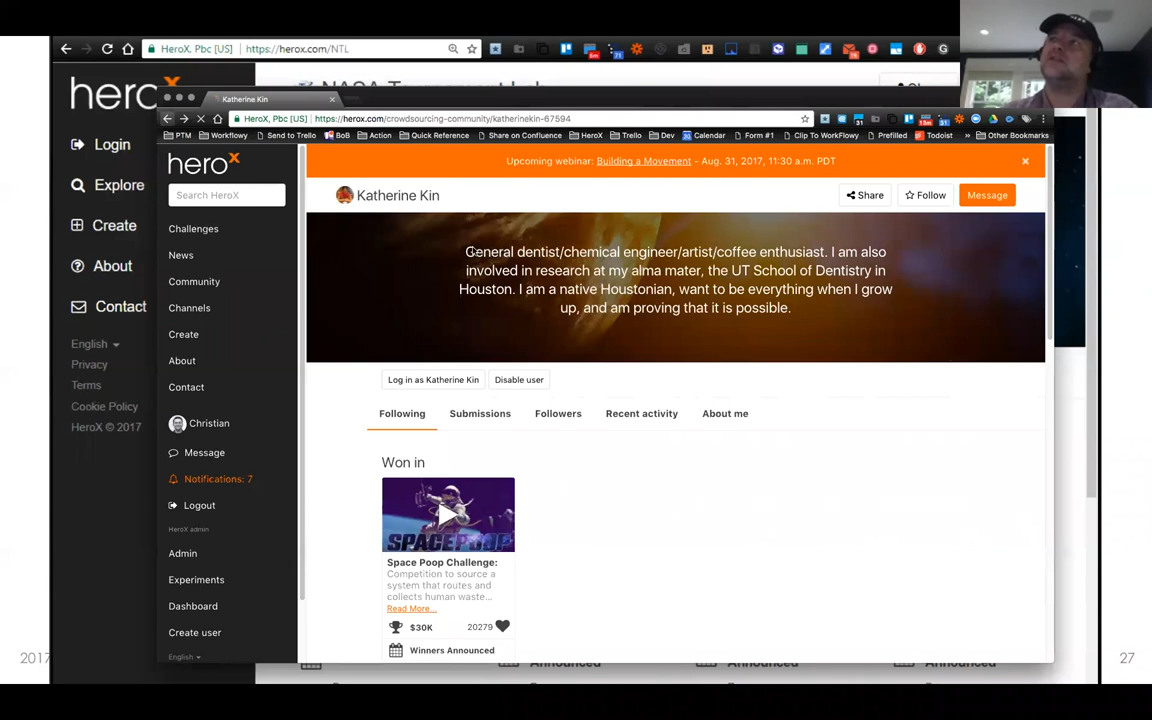 HeroX. Pbc [US] https://herox.com/NTL
herox
Login
Explore
Create
About
Contact
English
Privacy
Terms
Cookie Policy
HeroX © 2017
2017
Katherine Kin
HeroX, Pbc [US] https://herox.com/crowdsourcing-community/katherinekin-67594
PTM Workflowy Send to Trello BoB Action Quick Reference Share on Confluence HeroX Trello Dev Calendar Form #1 Clip To WorkFlowy Prefilled Todoist » Other Bookmarks
herox
Search HeroX
Challenges
News
Community
Channels
Create
About
Contact
Christian
Message
Notifications: 7
Logout
HeroX admin
Admin
Experiments
Dashboard
Create user
English
Upcoming webinar: Building a Movement - Aug. 31, 2017, 11:30 a.m. PDT
Katherine Kin
Share Follow Message
General dentist/chemical engineer/artist/coffee enthusiast. I am also
involved in research at my alma mater, the UT School of Dentistry in
Houston. I am a native Houstonian, want to be everything when I grow
up, and am proving that it is possible.
Log in as Katherine Kin Disable user
Following Submissions Followers Recent activity About me
Won in
SPACE POOP
Space Poop Challenge:
Competition to source a
system that routes and
collects human waste...
Read More...
$30K 20279
Winners Announced
27